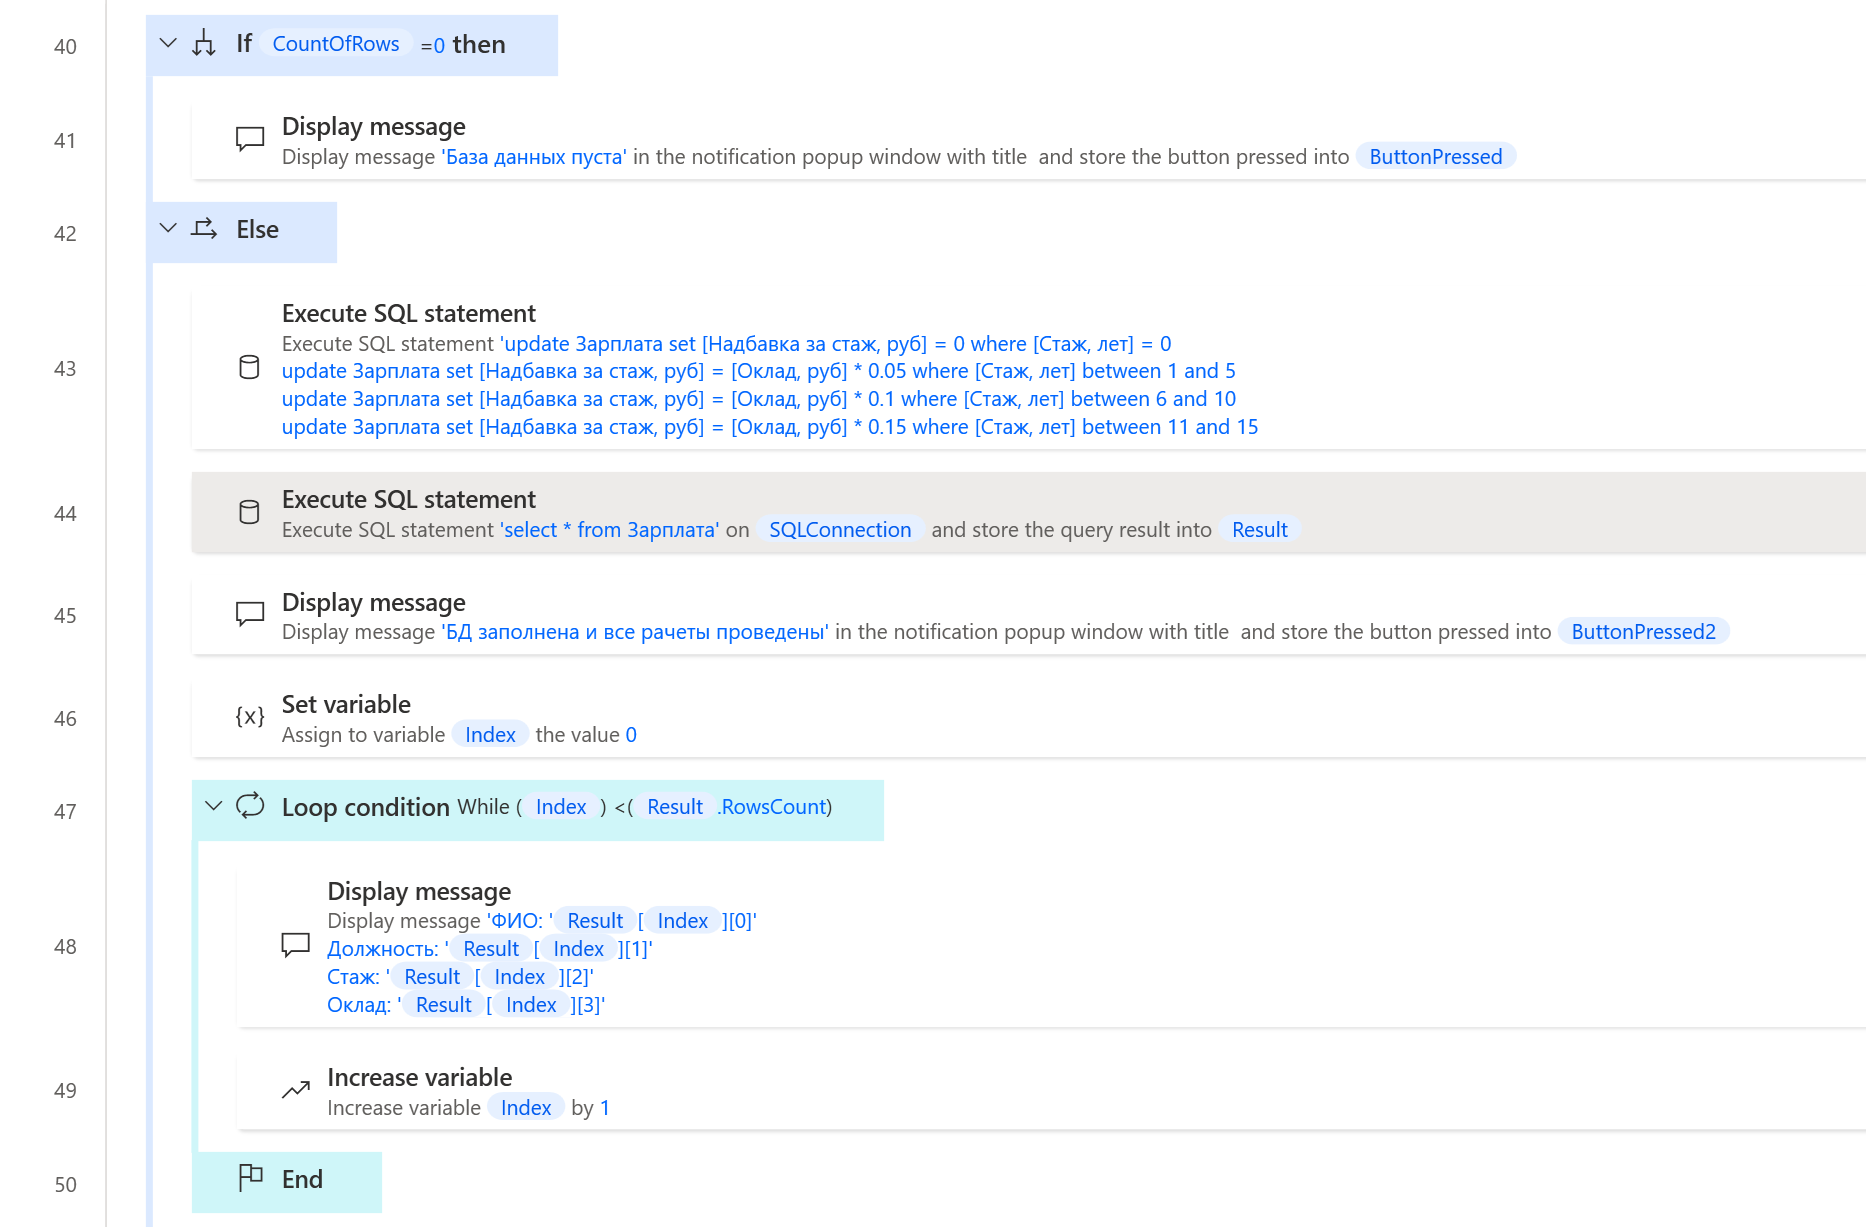 40 If CountOfRows =0 then
41 Display message
Display message 'База данных пуста' in the notification popup window with title and store the button pressed into ButtonPressed
42 Else
43 Execute SQL statement
Execute SQL statement 'update Зарплата set [Надбавка за стаж, руб] = 0 where [Стаж, лет] = 0
update Зарплата set [Надбавка за стаж, руб] = [Оклад, руб] * 0.05 where [Стаж, лет] between 1 and 5
update Зарплата set [Надбавка за стаж, руб] = [Оклад, руб] * 0.1 where [Стаж, лет] between 6 and 10
update Зарплата set [Надбавка за стаж, руб] = [Оклад, руб] * 0.15 where [Стаж, лет] between 11 and 15
44 Execute SQL statement
Execute SQL statement 'select * from Зарплата' on SQLConnection and store the query result into Result
45 Display message
Display message 'БД заполнена и все рачеты проведены' in the notification popup window with title and store the button pressed into ButtonPressed2
46 {x} Set variable
Assign to variable Index the value 0
47 Loop condition While ( Index ) <( Result .RowsCount)
48 Display message
Display message 'ФИО: ' Result [ Index ][0]'
Должность: ' Result [ Index ][1]'
Стаж: ' Result [ Index ][2]'
Оклад: ' Result [ Index ][3]'
49 Increase variable
Increase variable Index by 1
50 End